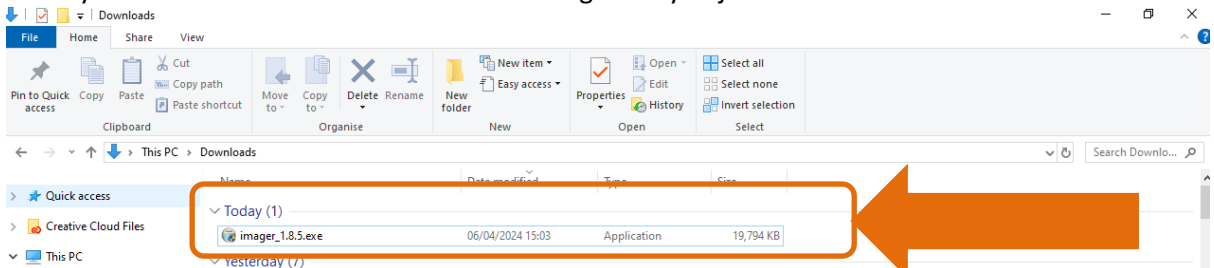 Downloads
File Home Share View
Pin to Quick access
Copy
Paste
Cut
Copy path
Paste shortcut
Clipboard
Move to
Copy to
Delete
Rename
Organise
New folder
New item
Easy access
New
Properties
Open
Edit
History
Open
Select all
Select none
Invert selection
Select
This PC > Downloads
Search Downlo...
Name Date modified Type Size
Quick access
Today (1)
Creative Cloud Files
imager_1.8.5.exe 06/04/2024 15:03 Application 19,794 KB
This PC
Yesterday (7)